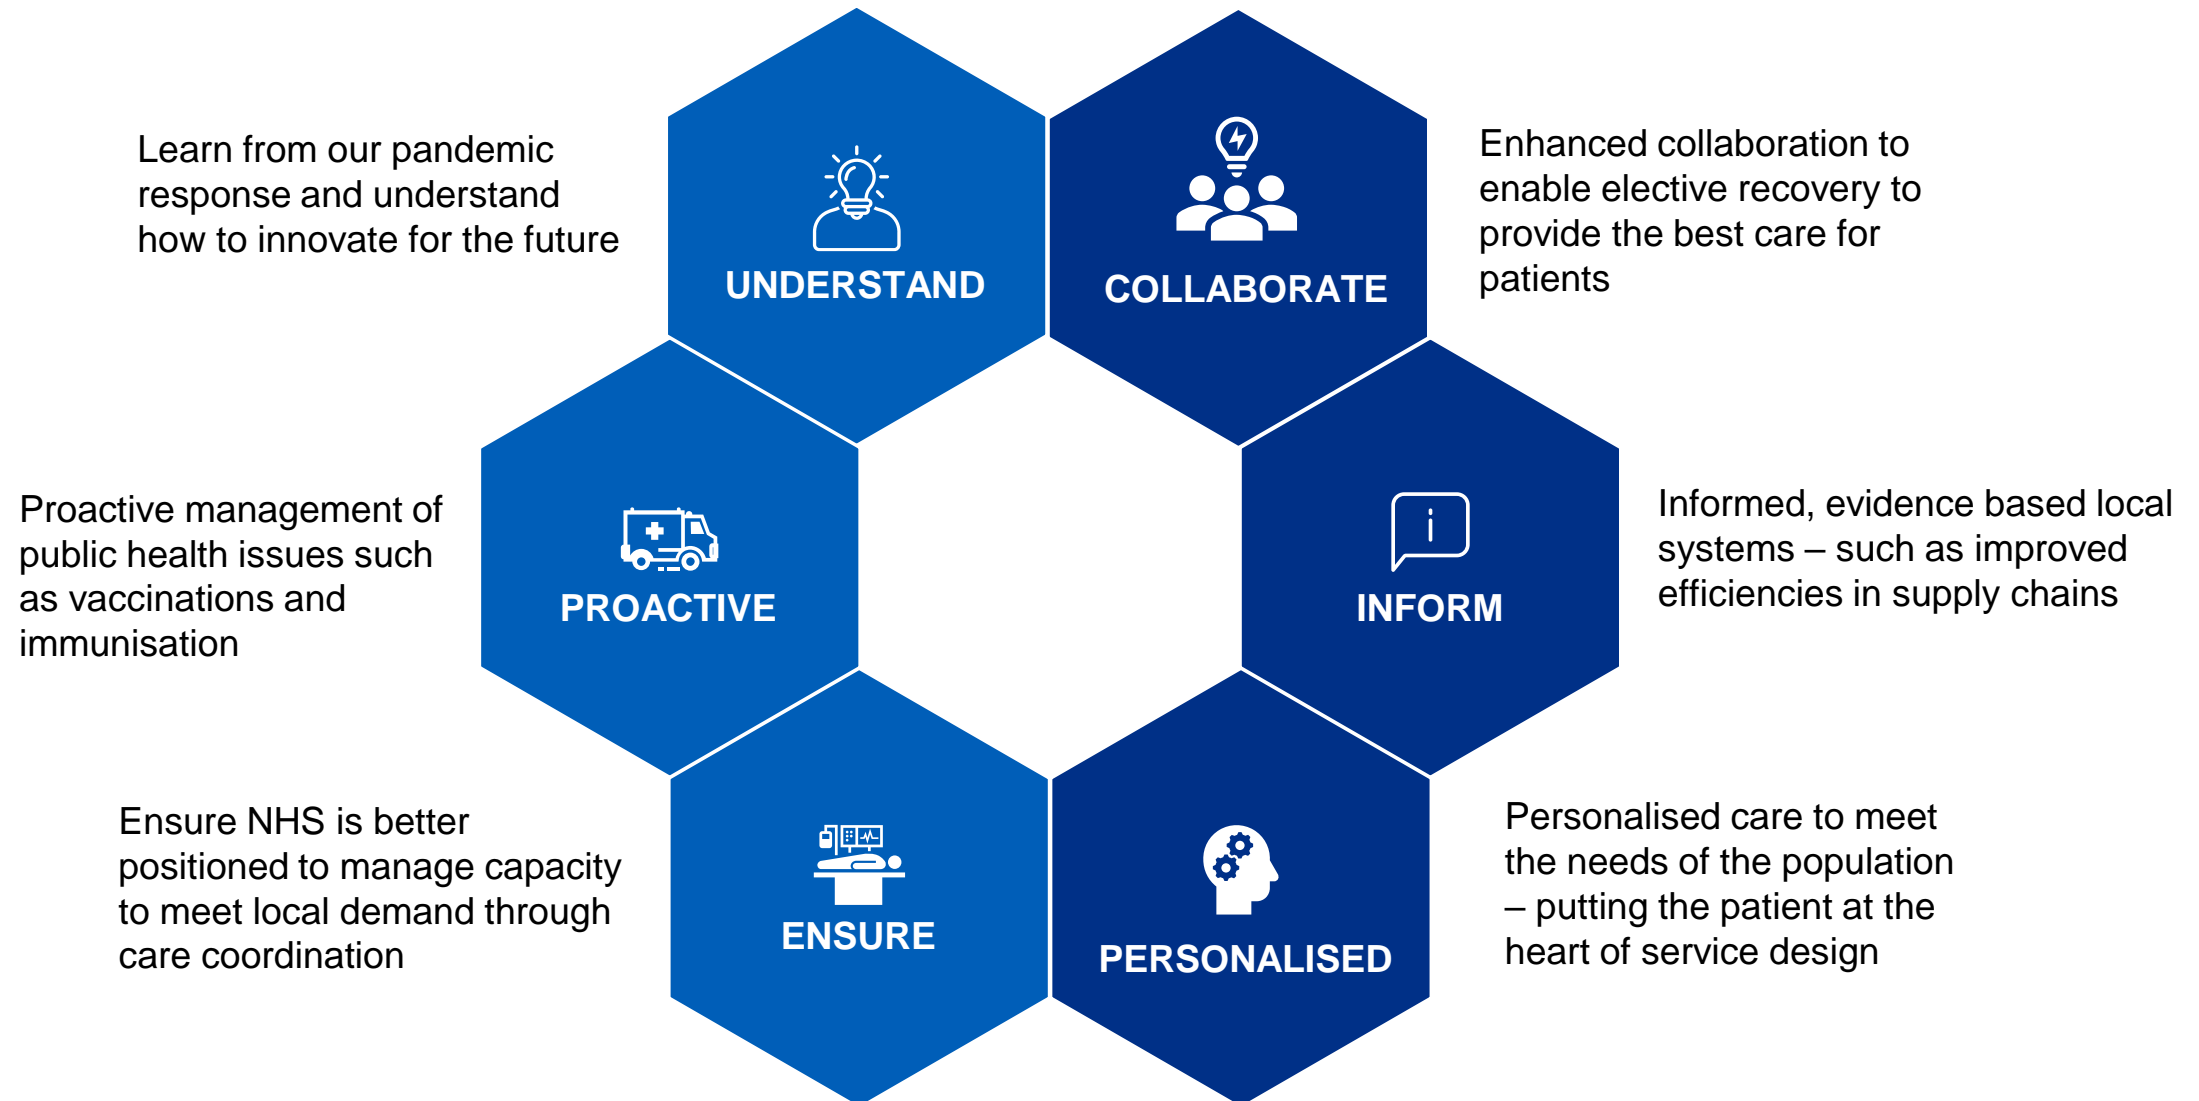 Learn from our pandemic
response and understand
how to innovate for the future
UNDERSTAND
COLLABORATE
Enhanced collaboration to
enable elective recovery to
provide the best care for
patients
Proactive management of
public health issues such
as vaccinations and
immunisation
PROACTIVE
i
INFORM
Informed, evidence based local
systems – such as improved
efficiencies in supply chains
Ensure NHS is better
positioned to manage capacity
to meet local demand through
care coordination
ENSURE
PERSONALISED
Personalised care to meet
the needs of the population
– putting the patient at the
heart of service design